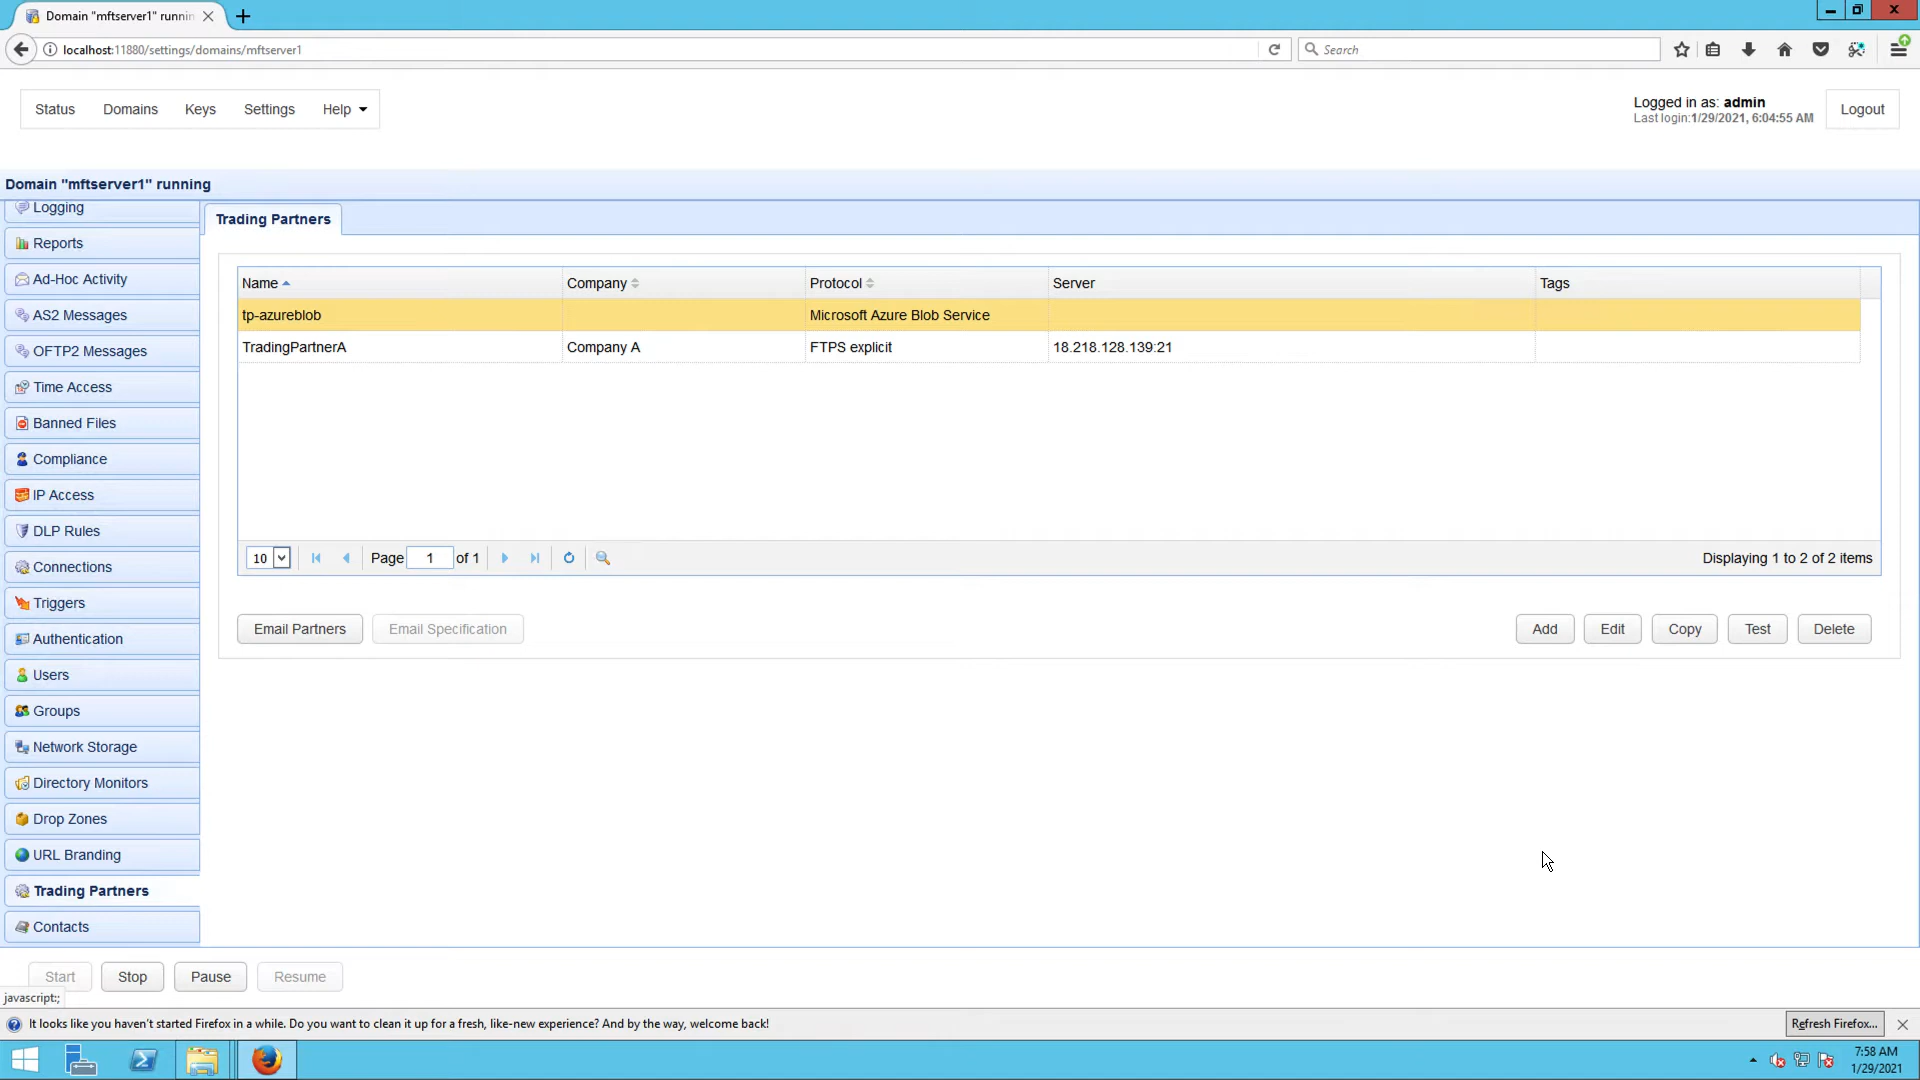 Domain "mftserver1" runnin
localhost:11880/settings/domains/mftserver1
Search
Status
Domains
Keys
Settings
Help
Logged in as: admin
Last login:1/29/2021, 6:04:55 AM
Logout
Domain "mftserver1" running
Logging
Reports
Ad-Hoc Activity
AS2 Messages
OFTP2 Messages
Time Access
Banned Files
Compliance
IP Access
DLP Rules
Connections
Triggers
Authentication
Users
Groups
Network Storage
Directory Monitors
Drop Zones
URL Branding
Trading Partners
Contacts
Trading Partners
Name Company Protocol Server Tags
tp-azureblob Microsoft Azure Blob Service
TradingPartnerA Company A FTPS explicit 18.218.128.139:21
10 Page 1 of 1 Displaying 1 to 2 of 2 items
Email Partners Email Specification Add Edit Copy Test Delete
Start Stop Pause Resume
javascript:;
It looks like you haven't started Firefox in a while. Do you want to clean it up for a fresh, like-new experience? And by the way, welcome back!
Refresh Firefox...
7:58 AM
1/29/2021